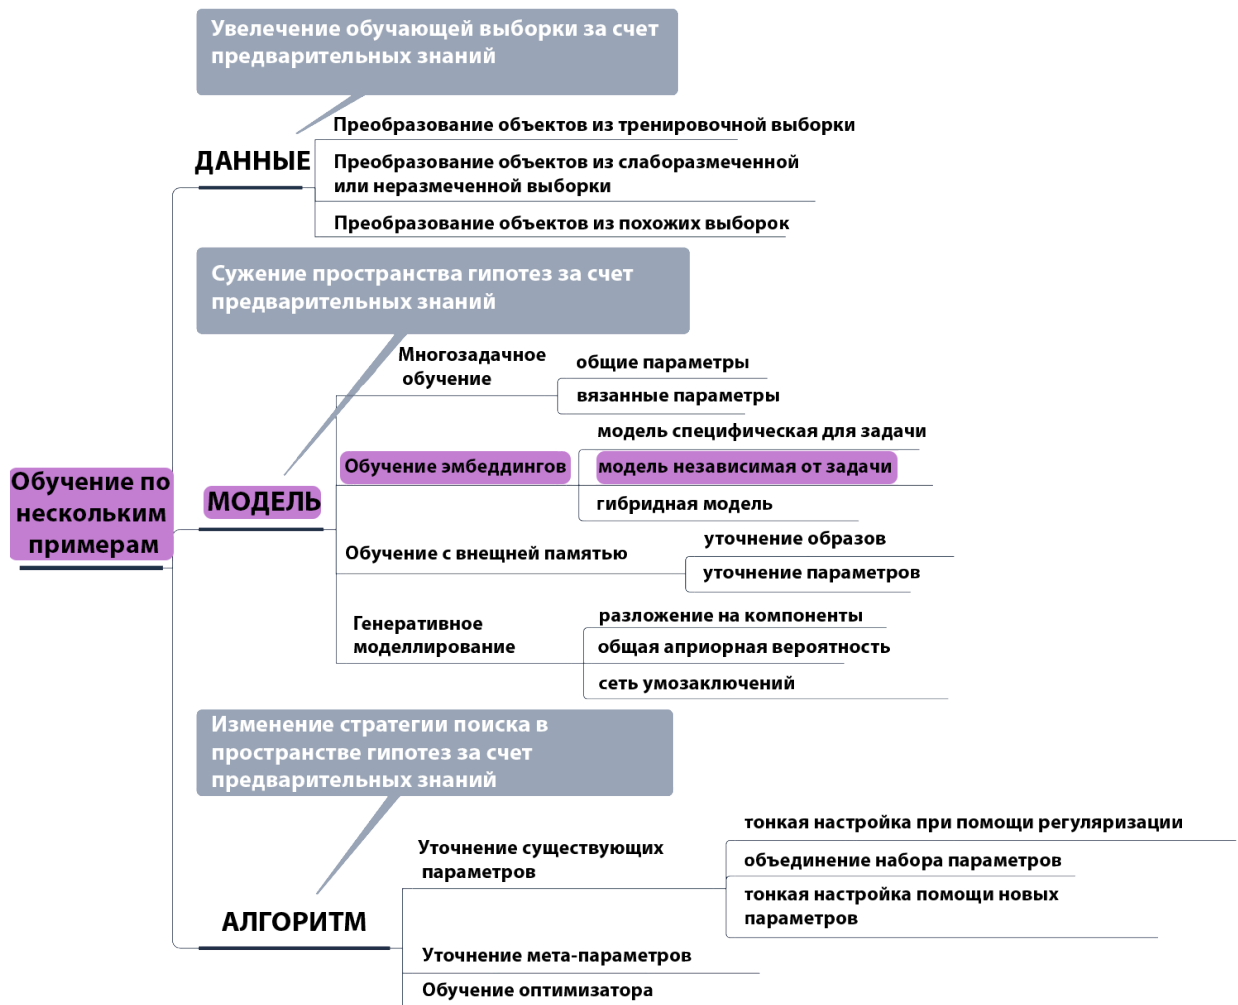 Увелечение обучающей выборки за счет
предварительных знаний
Преобразование объектов из тренировочной выборки
ДАННЫЕ
Преобразование объектов из слаборазмеченной
или неразмеченной выборки
Преобразование объектов из похожих выборок
Сужение пространства гипотез за счет
предварительных знаний
Многозадачное
обучение
общие параметры
вязанные параметры
модель специфическая для задачи
Обучение эмбеддингов
модель независимая от задачи
гибридная модель
Обучение по
нескольким
примерам
МОДЕЛЬ
Обучение с внещней памятью
уточнение образов
уточнение параметров
Генеративное
моделлирование
разложение на компоненты
общая априорная вероятность
сеть умозаключений
Изменение стратегии поиска в
пространстве гипотез за счет
предварительных знаний
АЛГОРИТМ
Уточнение существующих
параметров
тонкая настройка при помощи регуляризации
объединение набора параметров
тонкая настройка помощи новых
параметров
Уточнение мета-параметров
Обучение оптимизатора